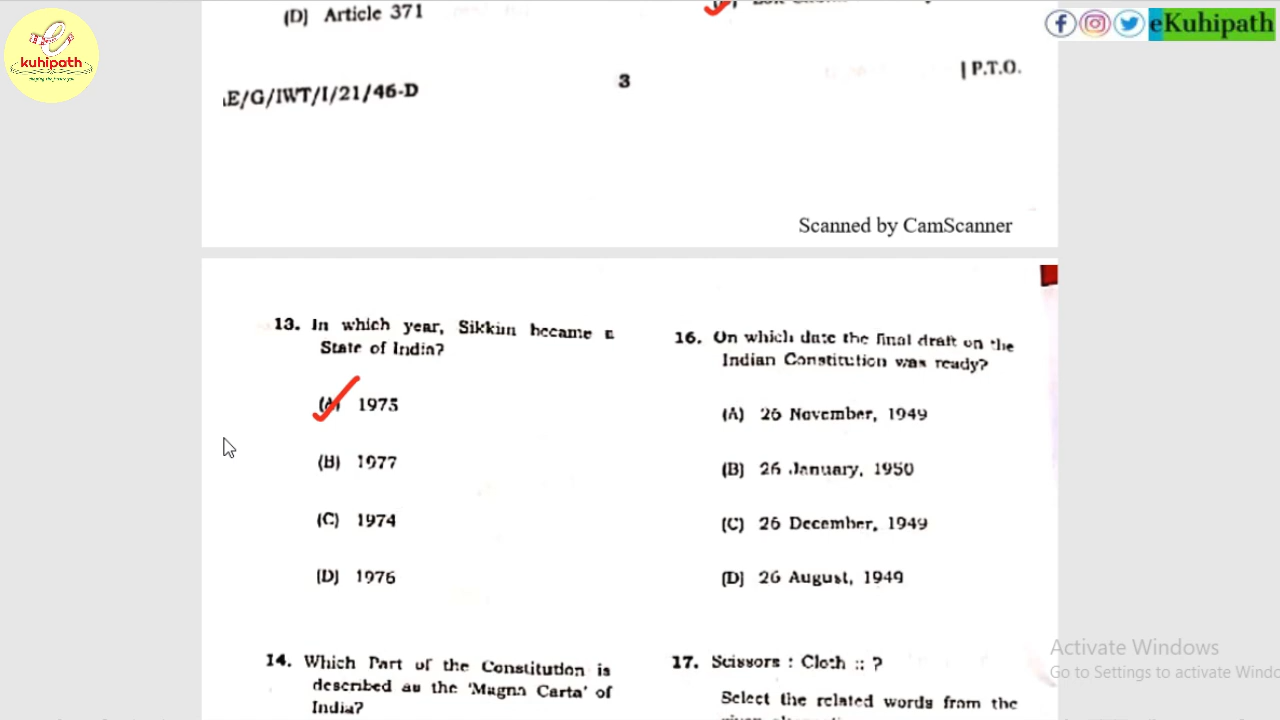 (D) Article 371
eKuhipath
kuhipath
E/G/IWT/I/21/46-D
3
| P.T.O.
Scanned by CamScanner
13. In which year, Sikkim became a
State of India?
(A) 1975
(B) 1977
(C) 1974
(D) 1976
14. Which Part of the Constitution is
described as the 'Magna Carta' of
India?
16. On which date the final draft on the
Indian Constitution was ready?
(A) 26 November, 1949
(B) 26 January, 1950
(C) 26 December, 1949
(D) 26 August, 1949
17. Scissors : Cloth :: ?
Select the related words from the
Activate Windows
Go to Settings to activate Windo